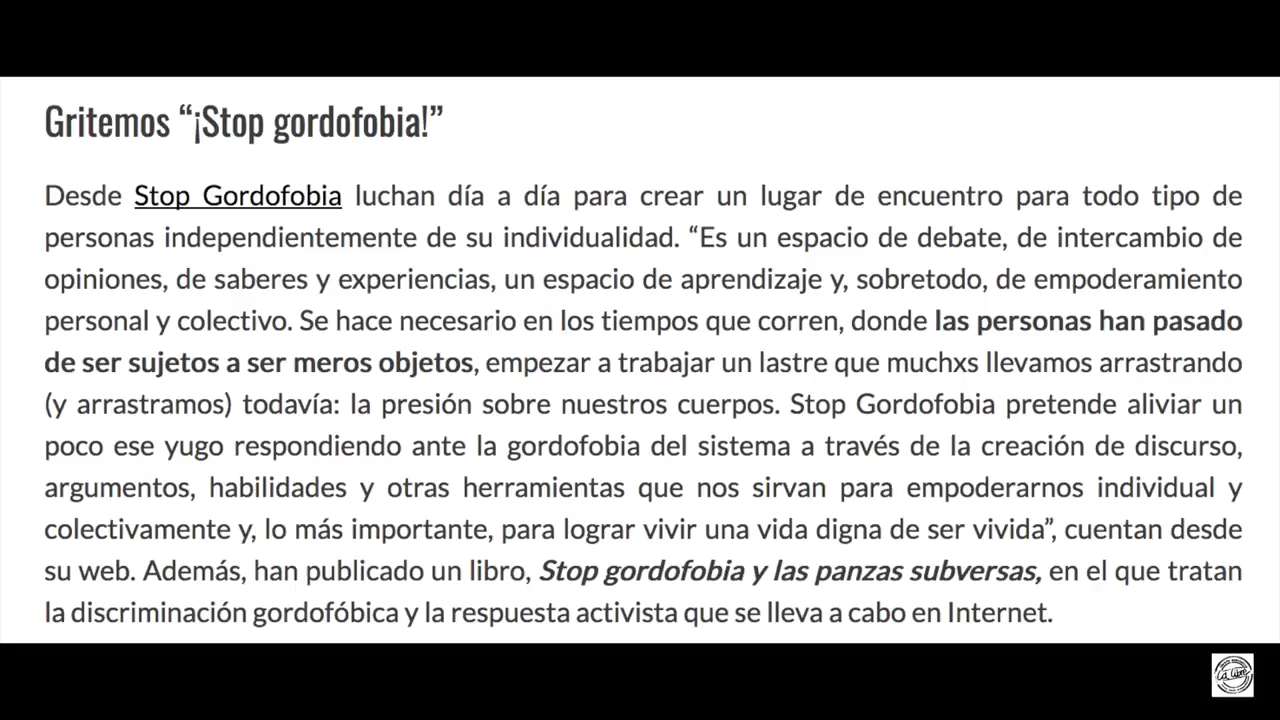 Gritemos “¡Stop gordofobia!”
Desde Stop Gordofobia luchan día a día para crear un lugar de encuentro para todo tipo de
personas independientemente de su individualidad. “Es un espacio de debate, de intercambio de
opiniones, de saberes y experiencias, un espacio de aprendizaje y, sobretodo, de empoderamiento
personal y colectivo. Se hace necesario en los tiempos que corren, donde las personas han pasado
de ser sujetos a ser meros objetos, empezar a trabajar un lastre que muchxs llevamos arrastrando
(y arrastramos) todavía: la presión sobre nuestros cuerpos. Stop Gordofobia pretende aliviar un
poco ese yugo respondiendo ante la gordofobia del sistema a través de la creación de discurso,
argumentos, habilidades y otras herramientas que nos sirvan para empoderarnos individual y
colectivamente y, lo más importante, para lograr vivir una vida digna de ser vivida”, cuentan desde
su web. Además, han publicado un libro, Stop gordofobia y las panzas subversas, en el que tratan
la discriminación gordofóbica y la respuesta activista que se lleva a cabo en Internet.